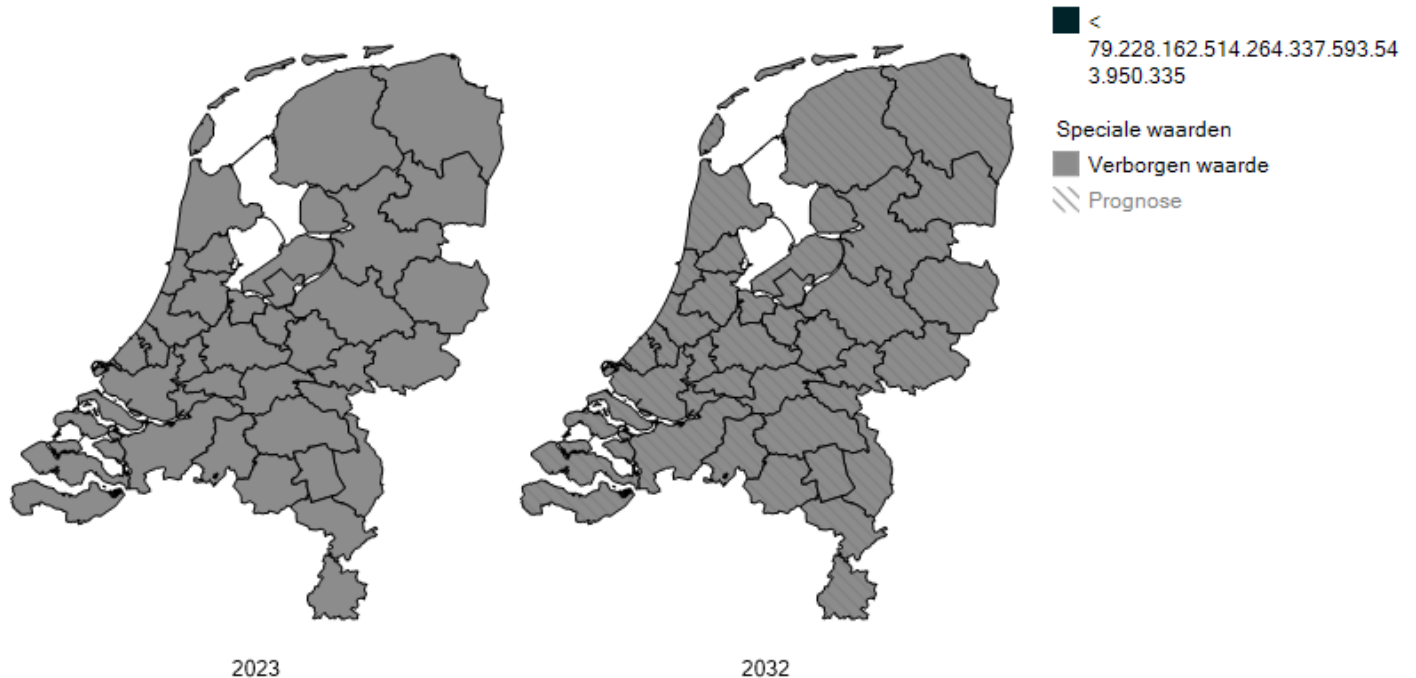 <
79.228.162.514.264.337.593.54
3.950.335
Speciale waarden
Verborgen waarde
Prognose
2023
2032